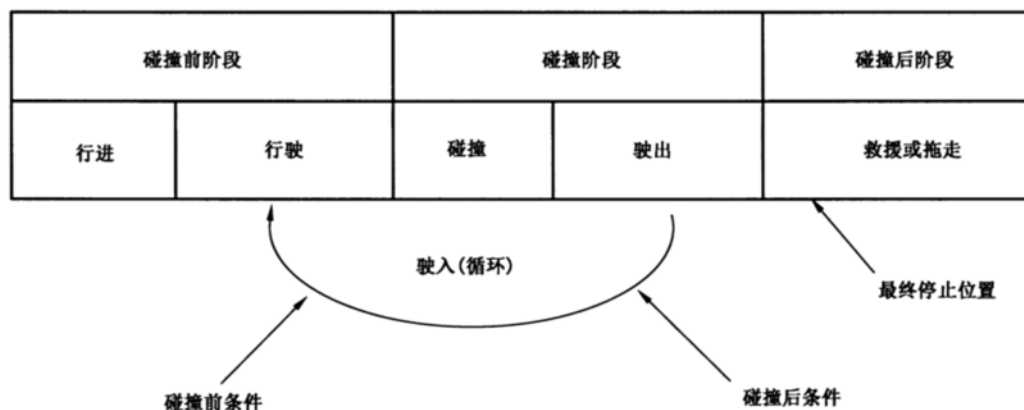 碰撞前阶段 碰撞阶段 碰撞后阶段
行进 行驶 碰撞 驶出 救援或拖走
驶入(循环)
最终停止位置
碰撞前条件 碰撞后条件